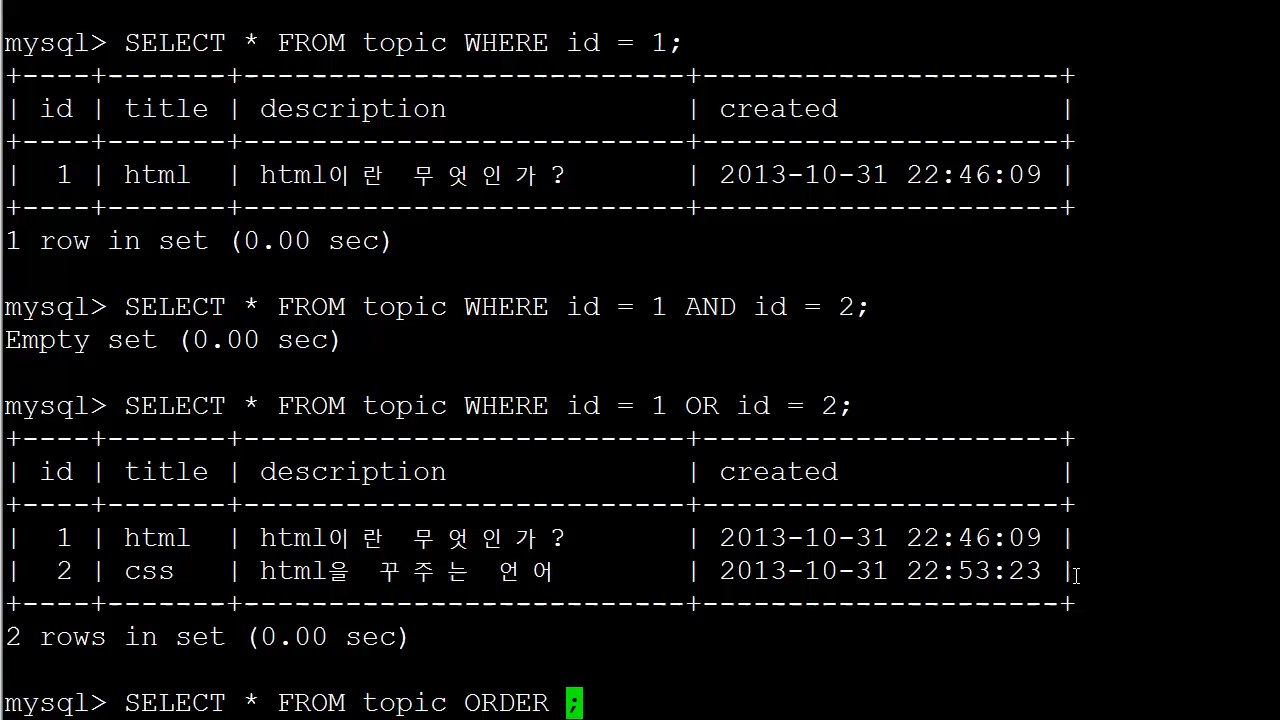 mysql> SELECT * FROM topic WHERE id = 1;
+----+-------+--------------------------+---------------------+
| id | title | description              | created             |
+----+-------+--------------------------+---------------------+
|  1 | html  | html이란 무엇인가?       | 2013-10-31 22:46:09 |
+----+-------+--------------------------+---------------------+
1 row in set (0.00 sec)
mysql> SELECT * FROM topic WHERE id = 1 AND id = 2;
Empty set (0.00 sec)
mysql> SELECT * FROM topic WHERE id = 1 OR id = 2;
+----+-------+--------------------------+---------------------+
| id | title | description              | created             |
+----+-------+--------------------------+---------------------+
|  1 | html  | html이란 무엇인가?       | 2013-10-31 22:46:09 |
|  2 | css   | html을 꾸주는 언어       | 2013-10-31 22:53:23 |
+----+-------+--------------------------+---------------------+
2 rows in set (0.00 sec)
mysql> SELECT * FROM topic ORDER ;